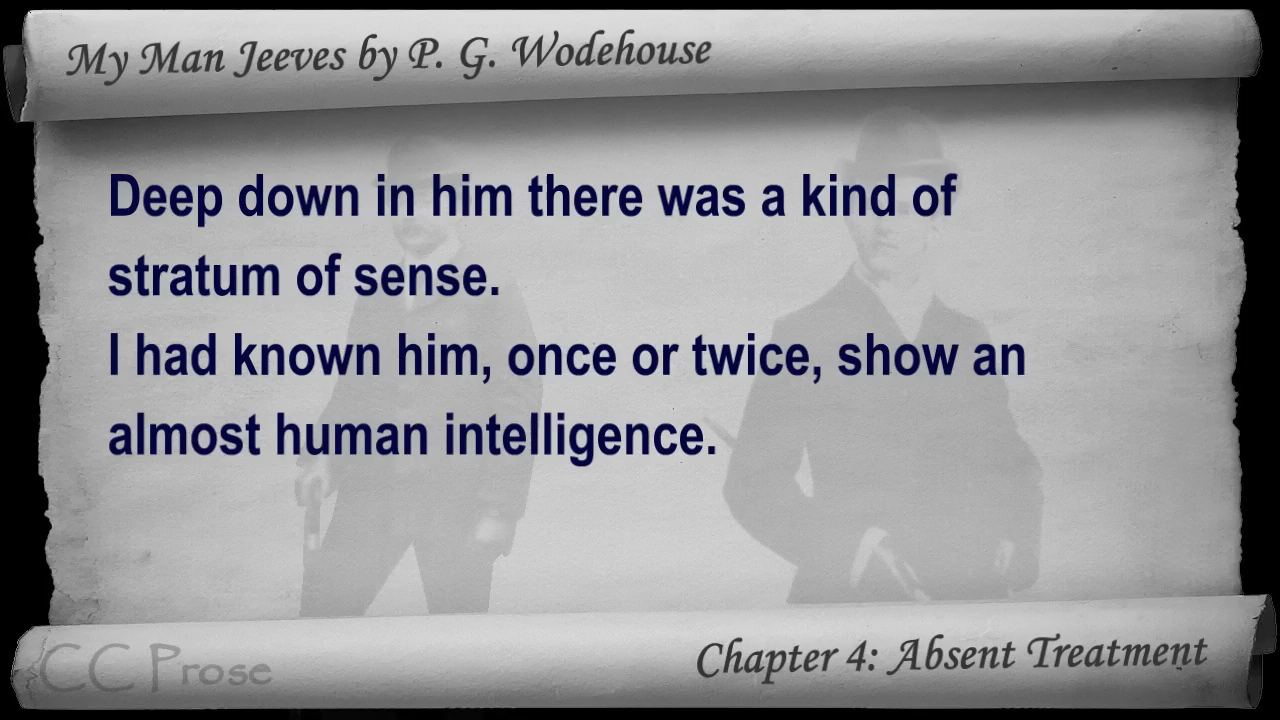 My Man Jeeves by P. G. Wodehouse
Deep down in him there was a kind of
stratum of sense.
I had known him, once or twice, show an
almost human intelligence.
CC Prose
Chapter 4: Absent Treatment